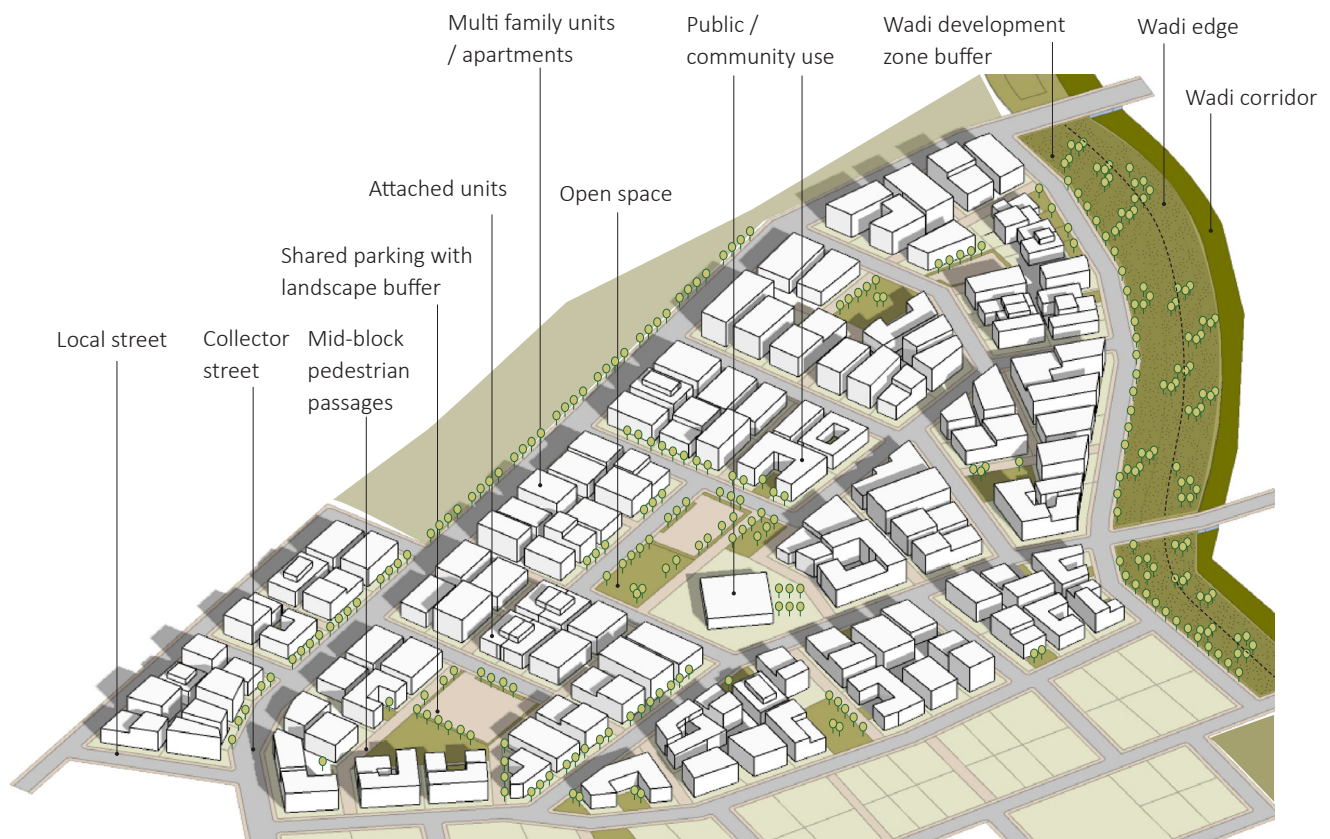 Multi family units
/ apartments
Public /
community use
Wadi development
zone buffer
Wadi edge
Wadi corridor
Attached units
Open space
Shared parking with
landscape buffer
Local street
Collector
street
Mid-block
pedestrian
passages